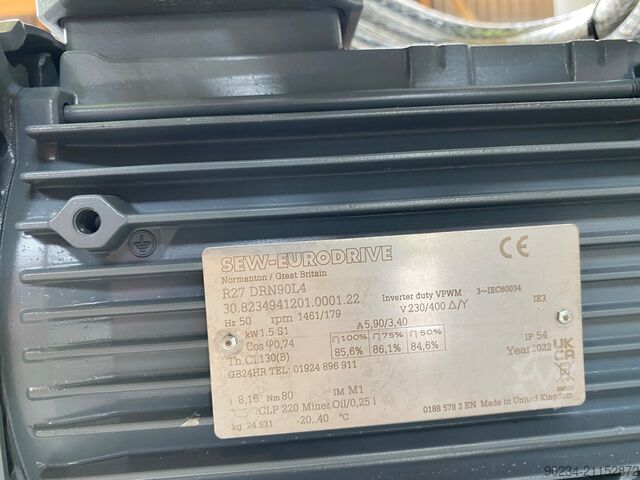 SEW-EURODRIVE
Normanton / Great Britain
R27 DRN90L4
30.8234941201.0001.22 Inverter duty VPWM 3~IEC60034
Hz 50 rpm 1461/179 V 230/400 △/Y IE3
kW 1.5 S1 A 5,90/3,40
Cos φ 0,74 η100% η75% η50% IP 54
Th.Cl.130(B) 85,6% 86,1% 84,6% Year 2022
GB24HR TEL: 01924 896 911
CE
UK
CA
i 8,16 Nm 80 IM M1
CLP 220 Miner.Oil/0,25 l
kg 24.531 -20..40 °C 0188 578 2 EN Made in United Kingdom
90234-21152872